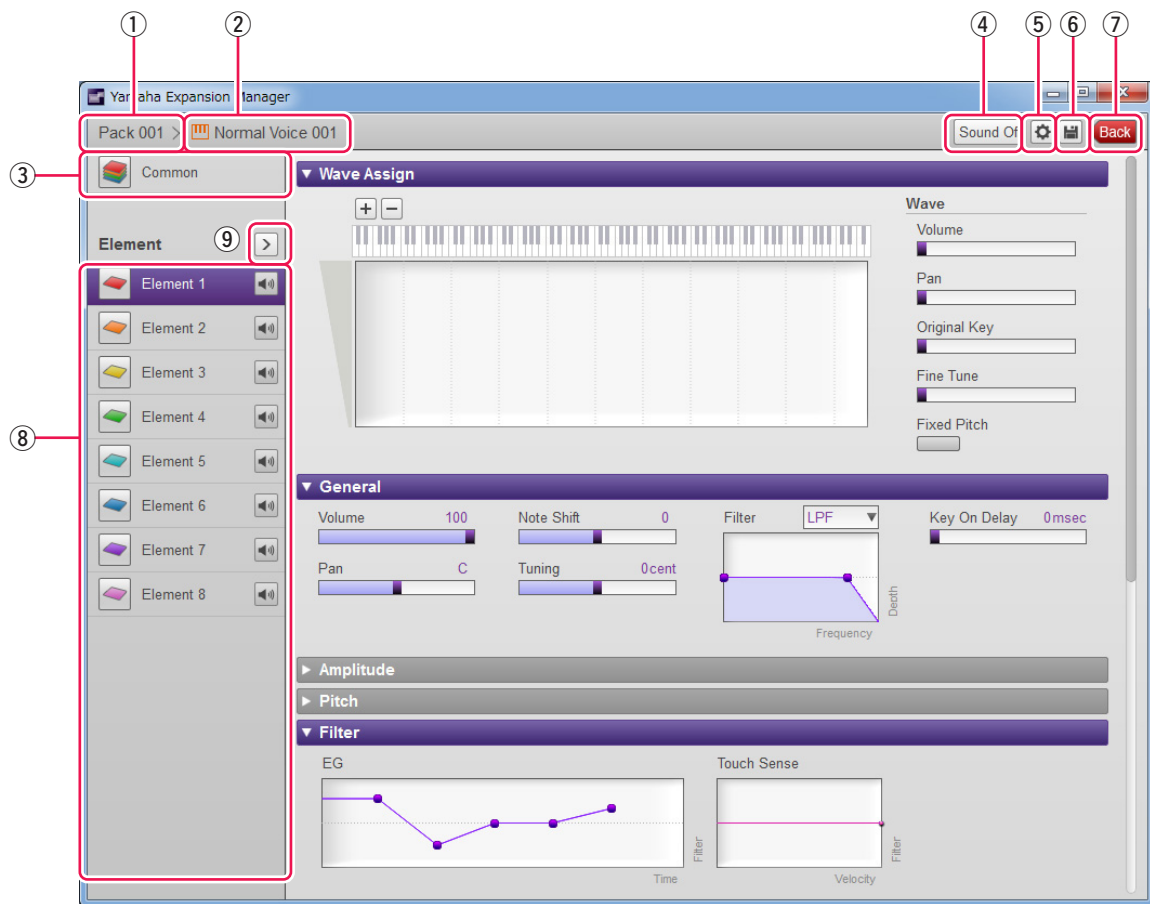 ① ② ④ ⑤ ⑥ ⑦
Yamaha Expansion Manager
Pack 001 > Normal Voice 001 Sound Of Back
③ Common
▼ Wave Assign
+ −
Wave
Volume
Pan
Original Key
Fine Tune
Fixed Pitch
Element ⑨ >
⑧
Element 1
Element 2
Element 3
Element 4
Element 5
Element 6
Element 7
Element 8
▼ General
Volume 100 Note Shift 0 Filter LPF ▼ Key On Delay 0msec
Pan C Tuning 0cent
Depth
Frequency
▶ Amplitude
▶ Pitch
▼ Filter
EG Touch Sense
Filter Filter
Time Velocity